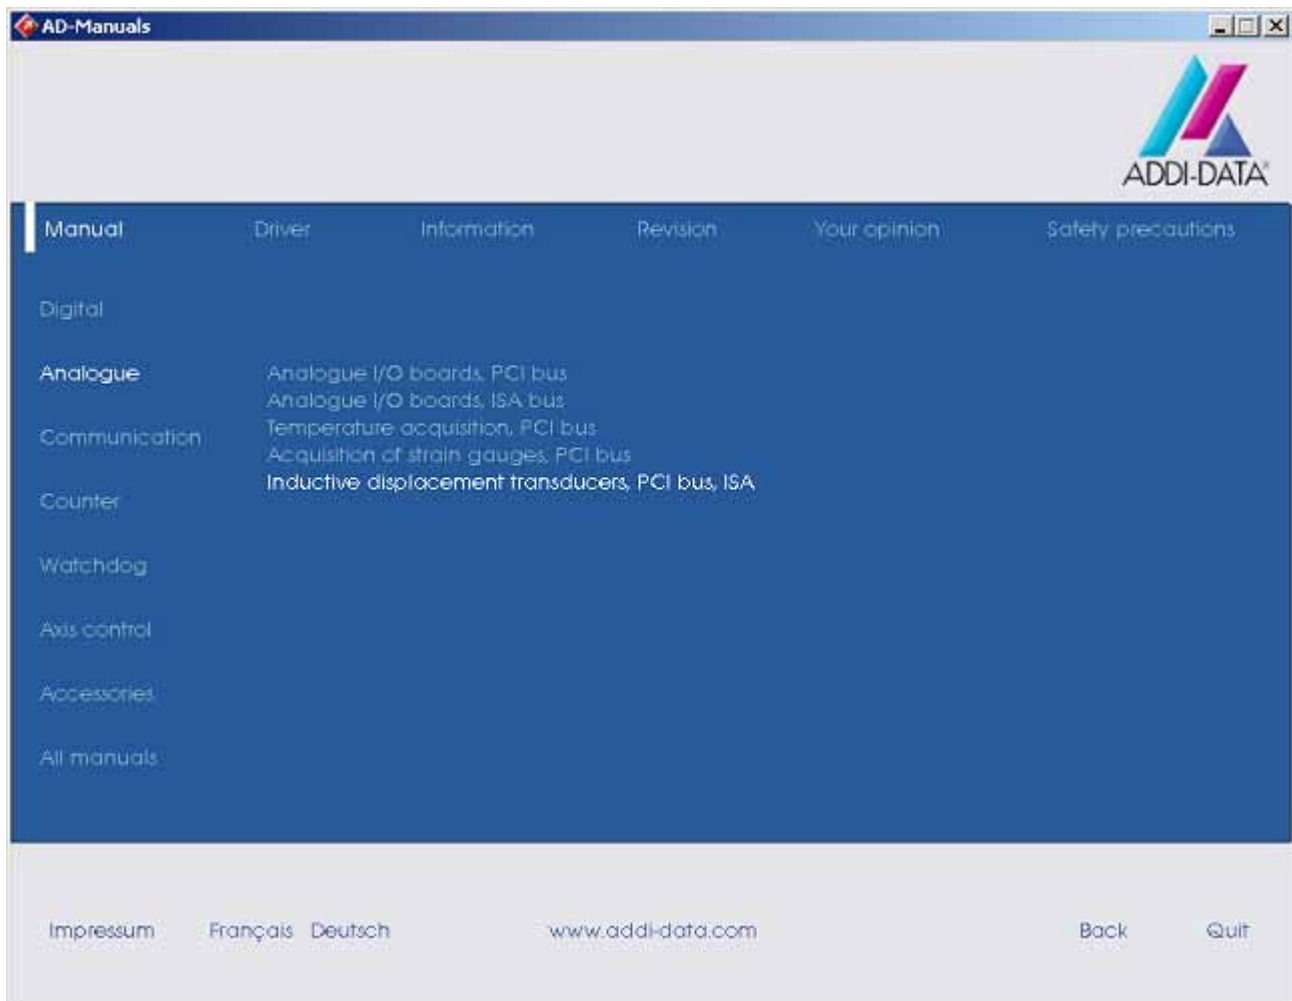 AD-Manuals
ADDI-DATA®
Manual Driver Information Revision Your opinion Safety precautions
Digital
Analogue
Analogue I/O boards, PCI bus
Analogue I/O boards, ISA bus
Temperature acquisition, PCI bus
Acquisition of strain gauges, PCI bus
Inductive displacement transducers, PCI bus, ISA
Communication
Counter
Watchdog
Axis control
Accessories
All manuals
Impressum Français Deutsch www.addi-data.com Back Quit